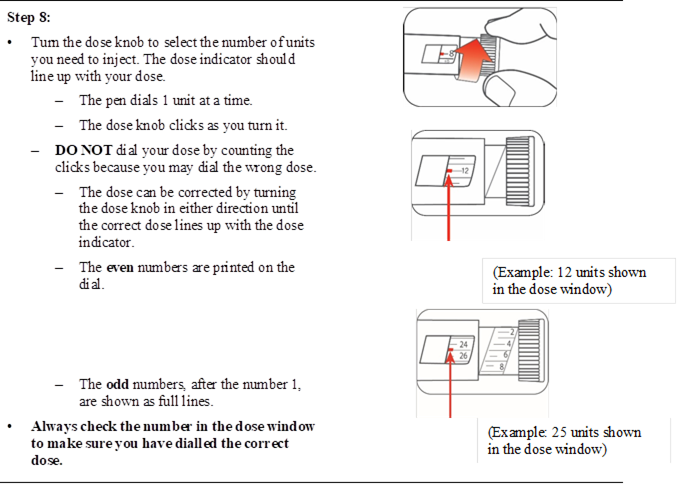 Step 8:
• Turn the dose knob to select the number of units
you need to inject. The dose indicator should
line up with your dose.
– The pen dials 1 unit at a time.
– The dose knob clicks as you turn it.
– DO NOT dial your dose by counting the
clicks because you may dial the wrong dose.
– The dose can be corrected by turning
the dose knob in either direction until
the correct dose lines up with the dose
indicator.
– The even numbers are printed on the
dial.
8
12
(Example: 12 units shown
in the dose window)
24
26
2
4
6
8
– The odd numbers, after the number 1,
are shown as full lines.
• Always check the number in the dose window
to make sure you have dialled the correct
dose.
(Example: 25 units shown
in the dose window)